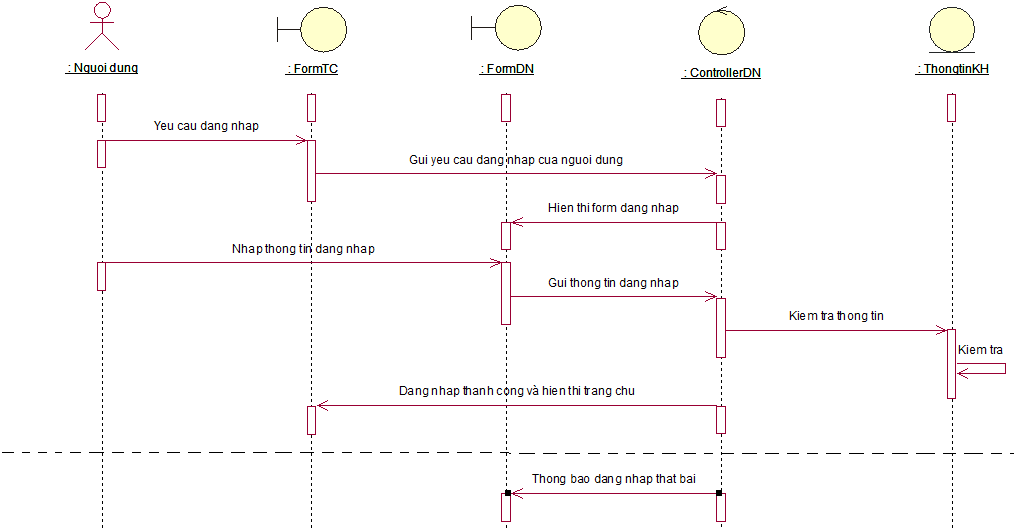 : Nguoi dung
: FormTC
: FormDN
: ControllerDN
: ThongtinKH
Yeu cau dang nhap
Gui yeu cau dang nhap cua nguoi dung
Hien thi form dang nhap
Nhap thong tin dang nhap
Gui thong tin dang nhap
Kiem tra thong tin
Kiem tra
Dang nhap thanh cong và hien thi trang chu
Thong bao dang nhap that bai